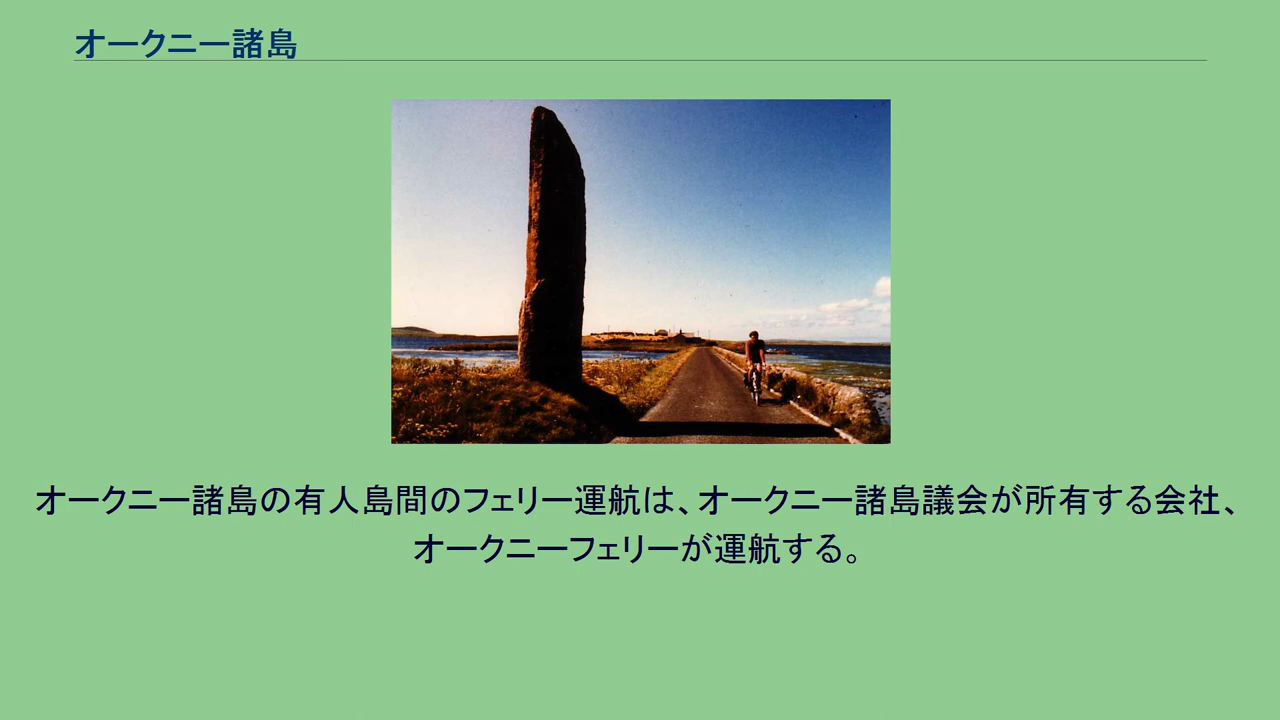 オークニー諸島
オークニー諸島の有人島間のフェリー運航は、オークニー諸島議会が所有する会社、
オークニーフェリーが運航する。